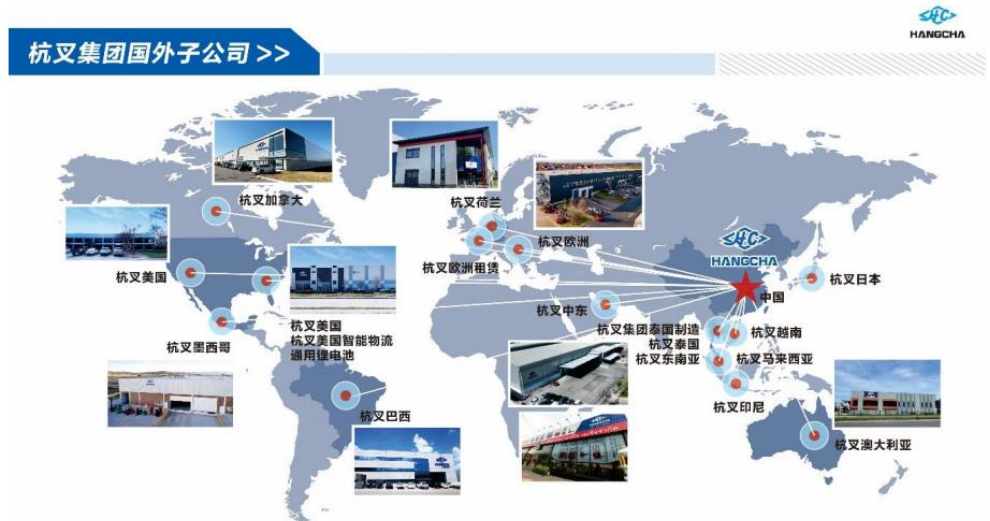 HANGCHA
杭叉集团国外子公司 >>
杭叉加拿大
杭叉荷兰
杭叉欧洲
HANGCHA
杭叉美国
杭叉欧洲租赁
杭叉日本
中国
杭叉美国
杭叉美国智能物流
通用锂电池
杭叉中东
杭叉集团泰国制造
杭叉泰国
杭叉东南亚
杭叉越南
杭叉墨西哥
杭叉马来西亚
杭叉印尼
杭叉巴西
杭叉澳大利亚